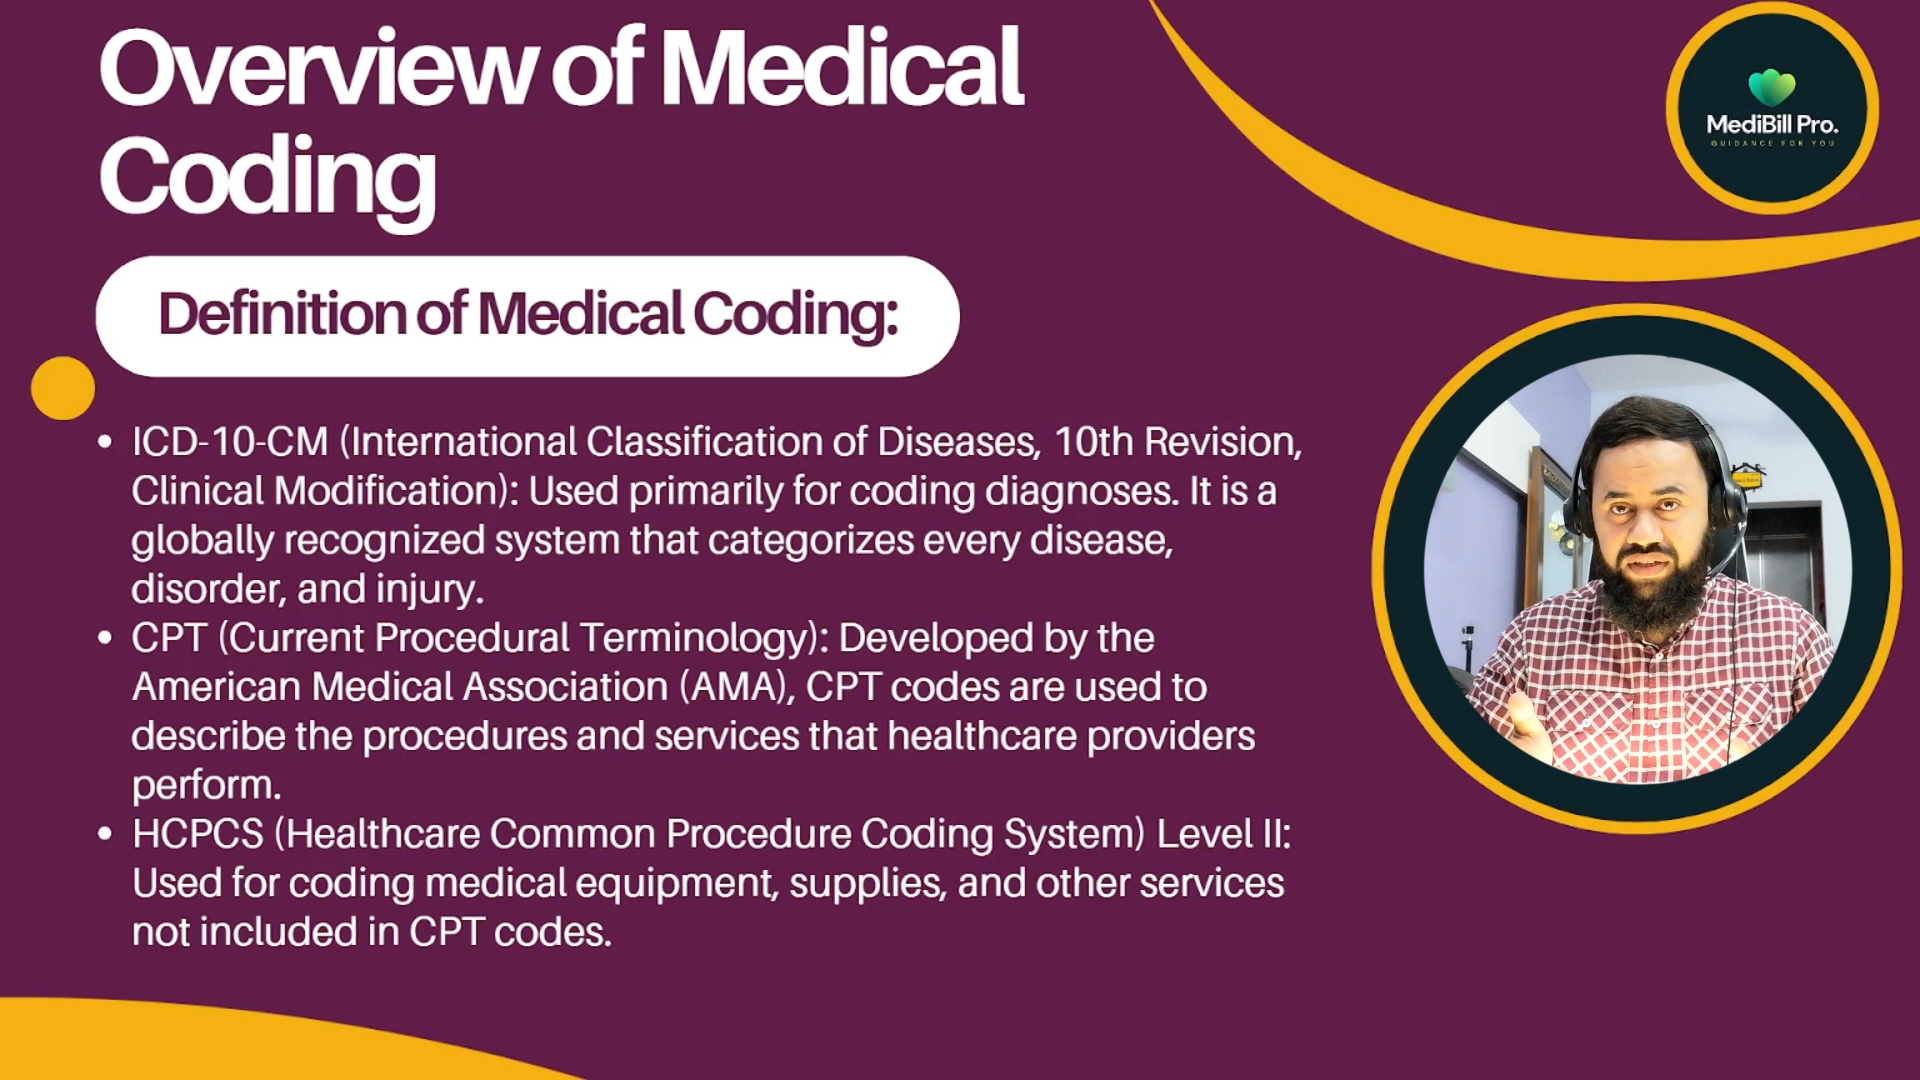 Overview of Medical
Coding
MediBill Pro.
GUIDANCE FOR YOU
Definition of Medical Coding:
• ICD-10-CM (International Classification of Diseases, 10th Revision,
Clinical Modification): Used primarily for coding diagnoses. It is a
globally recognized system that categorizes every disease,
disorder, and injury.
• CPT (Current Procedural Terminology): Developed by the
American Medical Association (AMA), CPT codes are used to
describe the procedures and services that healthcare providers
perform.
• HCPCS (Healthcare Common Procedure Coding System) Level II:
Used for coding medical equipment, supplies, and other services
not included in CPT codes.